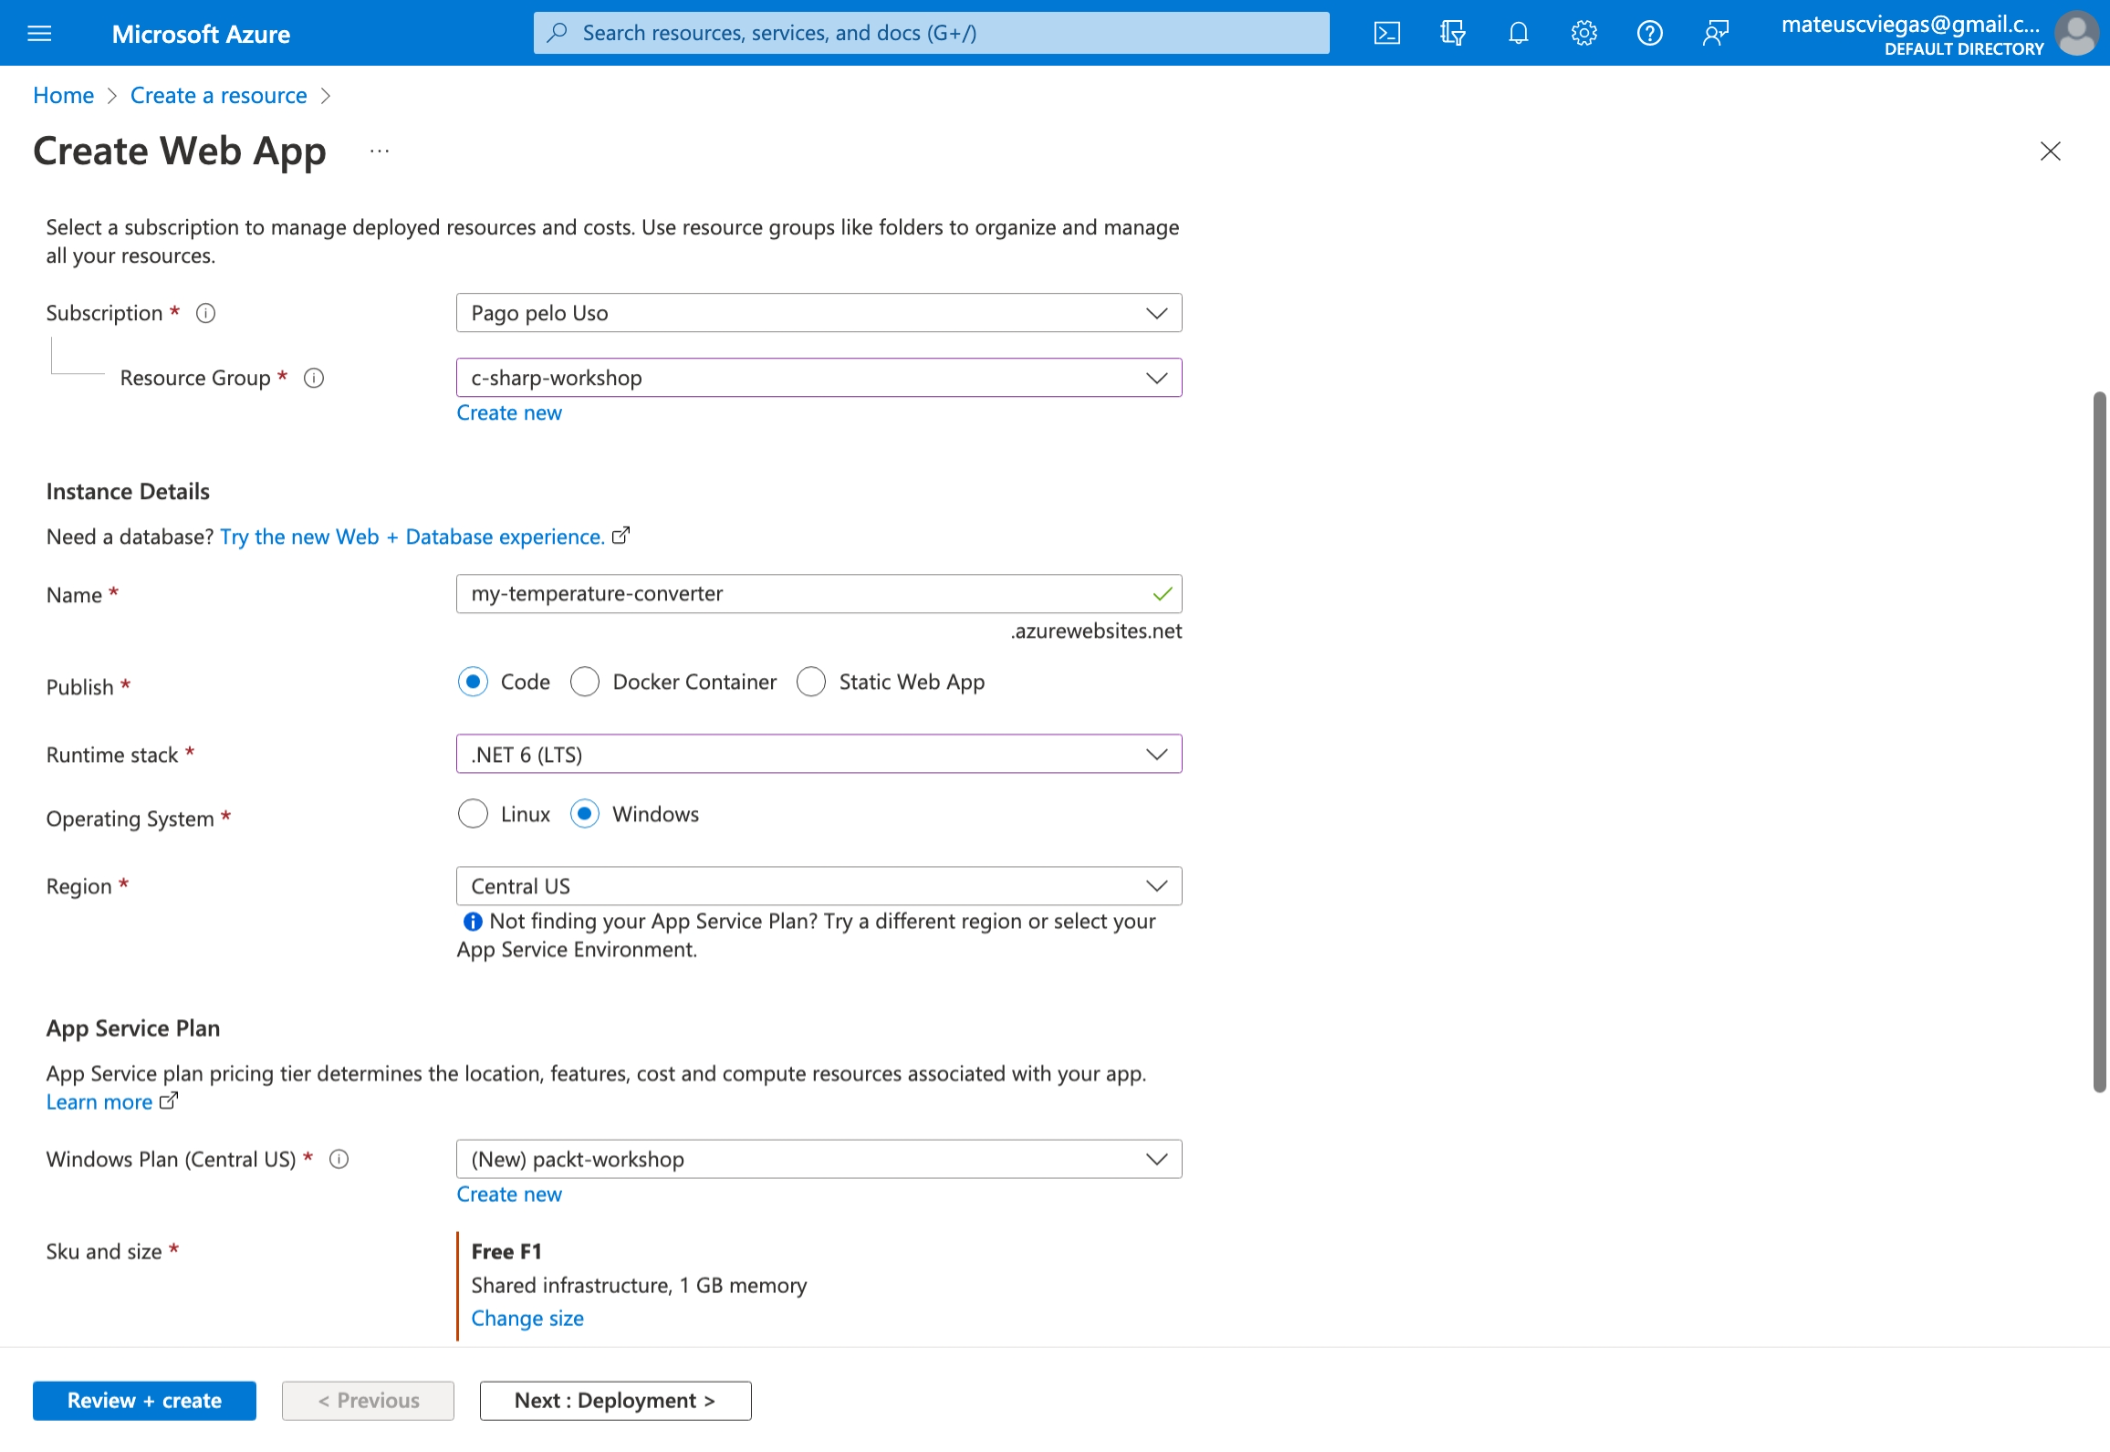 Microsoft Azure
Search resources, services, and docs (G+/)
mateuscviegas@gmail.c...
DEFAULT DIRECTORY
Home > Create a resource >
Create Web App ...
Select a subscription to manage deployed resources and costs. Use resource groups like folders to organize and manage
all your resources.
Subscription *
Pago pelo Uso
Resource Group *
c-sharp-workshop
Create new
Instance Details
Need a database? Try the new Web + Database experience.
Name *
my-temperature-converter
.azurewebsites.net
Publish *
Code Docker Container Static Web App
Runtime stack *
.NET 6 (LTS)
Operating System *
Linux Windows
Region *
Central US
Not finding your App Service Plan? Try a different region or select your
App Service Environment.
App Service Plan
App Service plan pricing tier determines the location, features, cost and compute resources associated with your app.
Learn more
Windows Plan (Central US) *
(New) packt-workshop
Create new
Sku and size *
Free F1
Shared infrastructure, 1 GB memory
Change size
Review + create
< Previous
Next : Deployment >